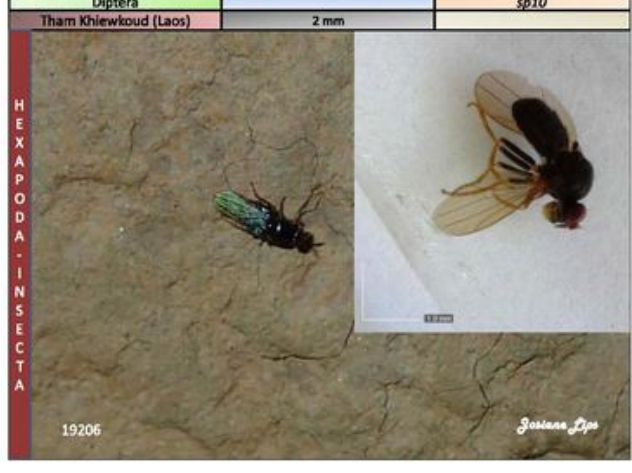 Diptera
sp10
Tham Khiewkoud (Laos)
2 mm
HEXAPODA-INSECTA
19206
Josiane Lips